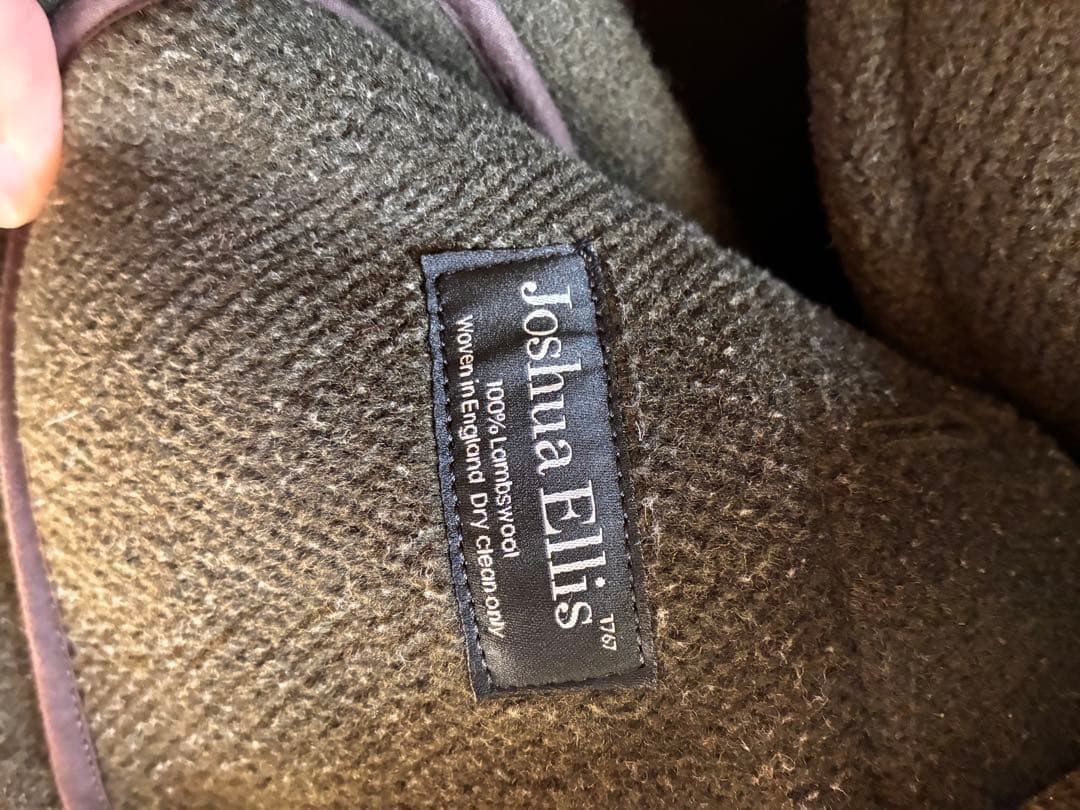 Joshua Ellis
1767
100% Lambswool
Woven in England Dry clean only